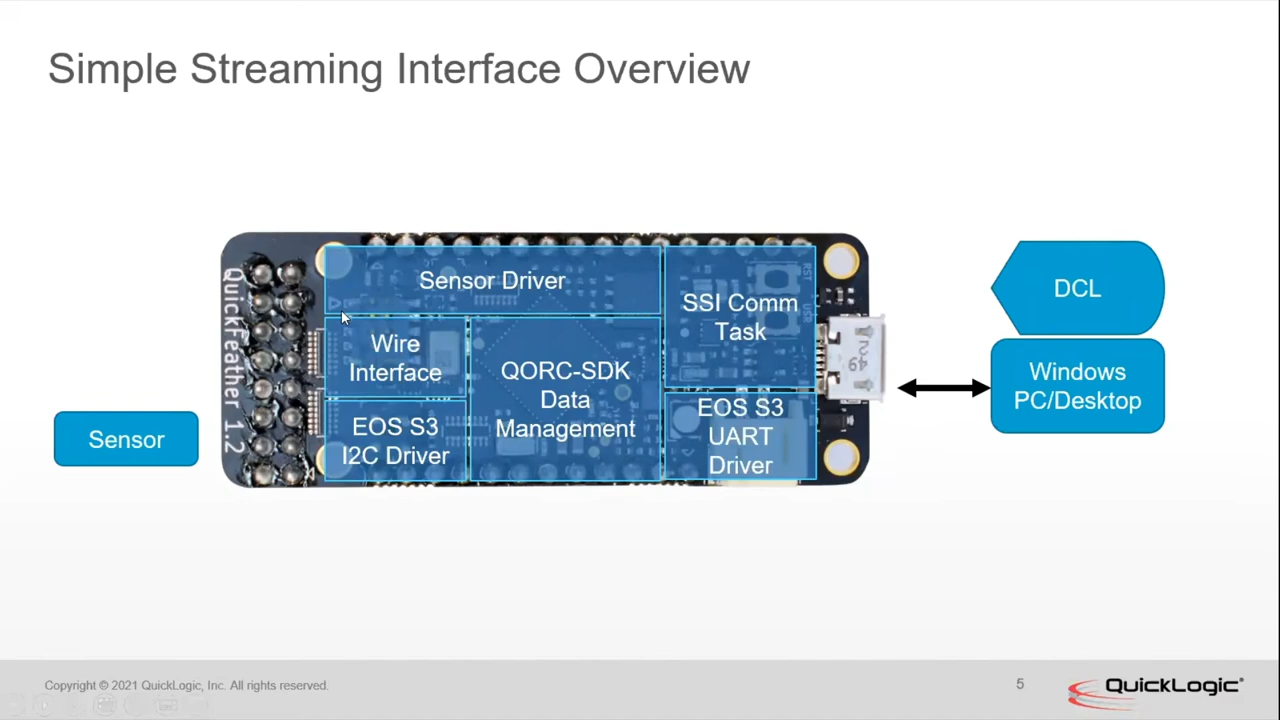 Simple Streaming Interface Overview
Sensor Driver
SSI Comm
Task
Wire
Interface
QORC-SDK
Data
Management
EOS S3
I2C Driver
EOS S3
UART
Driver
QuickFeather 1.2
RST
USR
Sensor
DCL
Windows
PC/Desktop
Copyright © 2021 QuickLogic, Inc. All rights reserved.
5
QuickLogic®